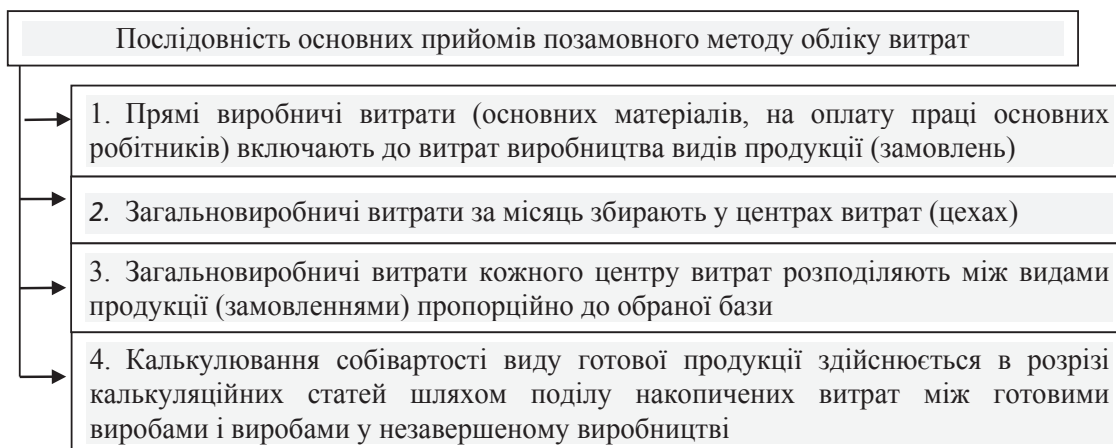 Послідовність основних прийомів позамовного методу обліку витрат
1. Прямі виробничі витрати (основних матеріалів, на оплату праці основних
робітників) включають до витрат виробництва видів продукції (замовлень)
2. Загальновиробничі витрати за місяць збирають у центрах витрат (цехах)
3. Загальновиробничі витрати кожного центру витрат розподіляють між видами
продукції (замовленнями) пропорційно до обраної бази
4. Калькулювання собівартості виду готової продукції здійснюється в розрізі
калькуляційних статей шляхом поділу накопичених витрат між готовими
виробами і виробами у незавершеному виробництві